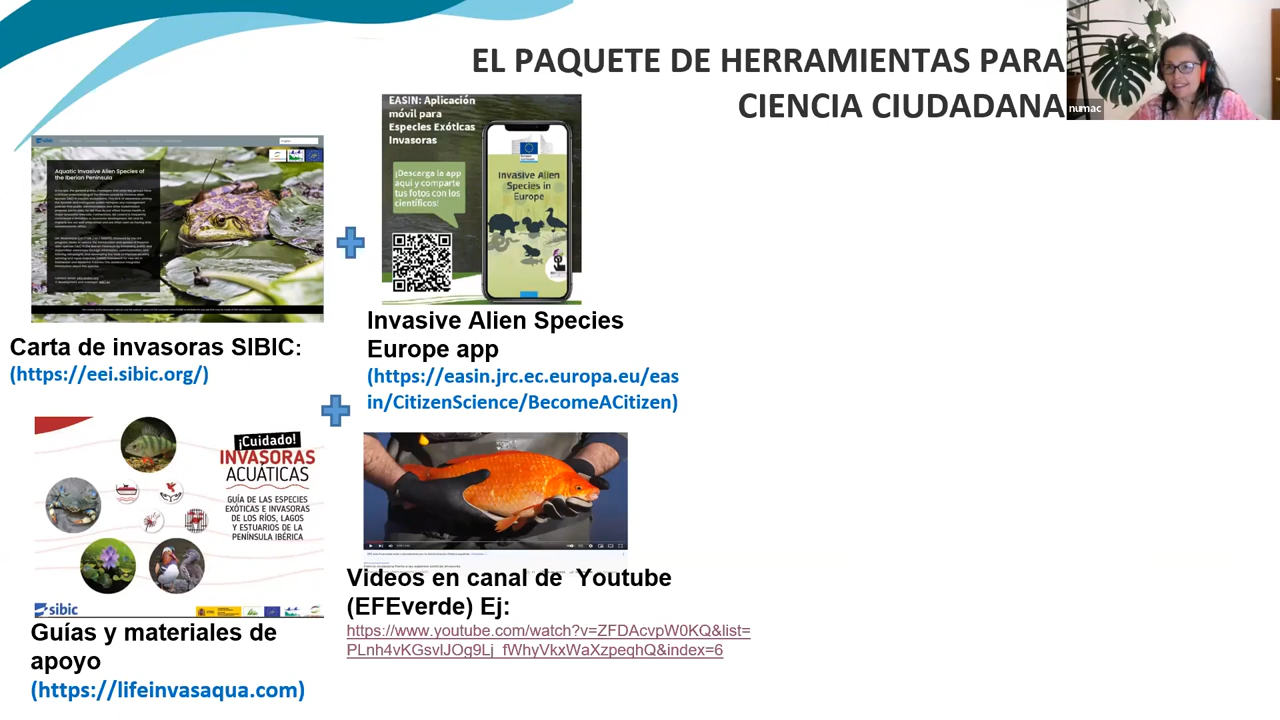 EL PAQUETE DE HERRAMIENTAS PARA
CIENCIA CIUDADANA
numac
sibic
Aquatic Invasive Alien Species of
the Iberian Peninsula
EASIN: Aplicación
móvil para
Especies Exóticas
Invasoras
¡Descarga la app
aquí y comparte
tus fotos con los
científicos!
Invasive Alien
Species in
Europe
Carta de invasoras SIBIC:
(https://eei.sibic.org/)
Invasive Alien Species
Europe app
(https://easin.jrc.ec.europa.eu/eas
in/CitizenScience/BecomeACitizen)
¡Cuidado!
INVASORAS
ACUÁTICAS
GUÍA DE LAS ESPECIES
EXÓTICAS E INVASORAS
DE LOS RÍOS, LAGOS
Y ESTUARIOS DE LA
PENÍNSULA IBÉRICA
sibic
Guías y materiales de
apoyo
(https://lifeinvasaqua.com)
Videos en canal de Youtube
(EFEverde) Ej:
https://www.youtube.com/watch?v=ZFDAcvpW0KQ&list=
PLnh4vKGsvlJOg9Lj_fWhyVkxWaXzpeqhQ&index=6